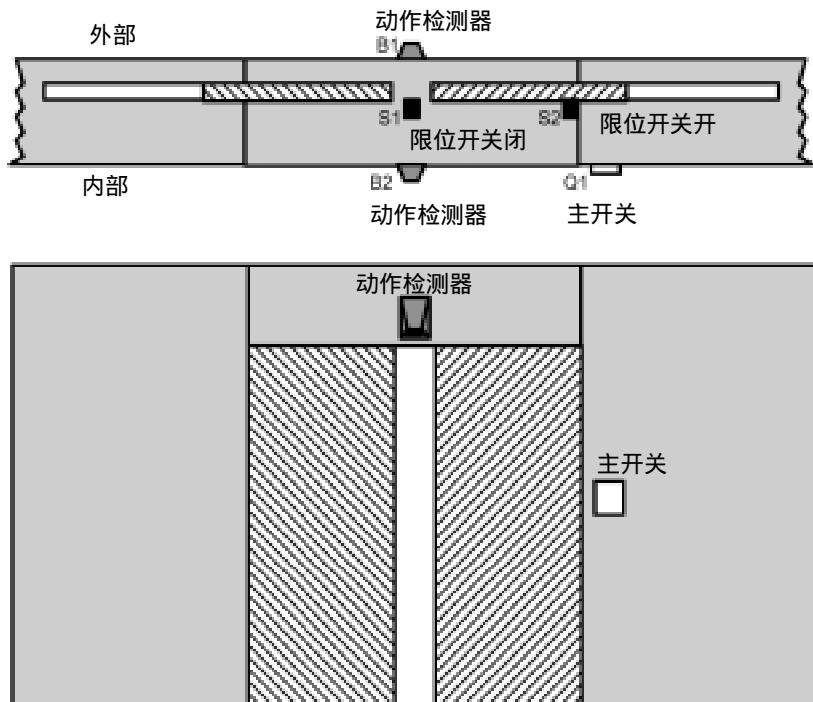 动作检测器
外部
B1
S1
S2
限位开关闭
限位开关开
内部
B2
Q1
动作检测器
主开关
动作检测器
主开关